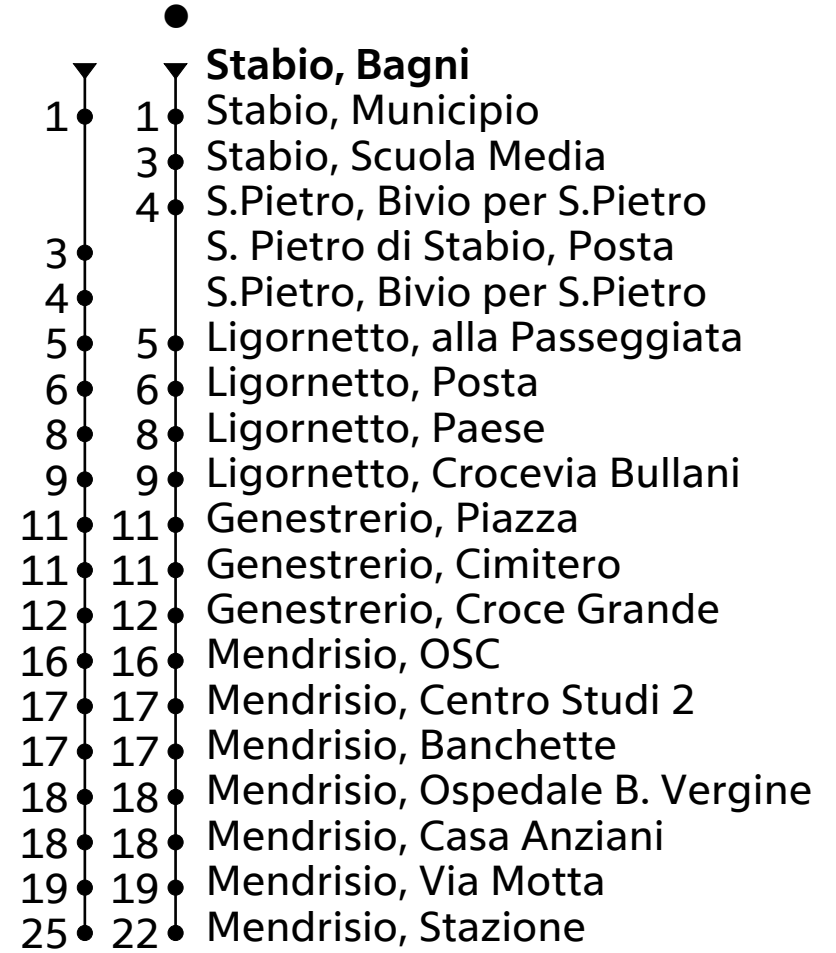 Stabio, Bagni
1 1 Stabio, Municipio
3 Stabio, Scuola Media
4 S.Pietro, Bivio per S.Pietro
3 S. Pietro di Stabio, Posta
4 S.Pietro, Bivio per S.Pietro
5 5 Ligornetto, alla Passeggiata
6 6 Ligornetto, Posta
8 8 Ligornetto, Paese
9 9 Ligornetto, Crocevia Bullani
11 11 Genestrerio, Piazza
11 11 Genestrerio, Cimitero
12 12 Genestrerio, Croce Grande
16 16 Mendrisio, OSC
17 17 Mendrisio, Centro Studi 2
17 17 Mendrisio, Banchette
18 18 Mendrisio, Ospedale B. Vergine
18 18 Mendrisio, Casa Anziani
19 19 Mendrisio, Via Motta
25 22 Mendrisio, Stazione